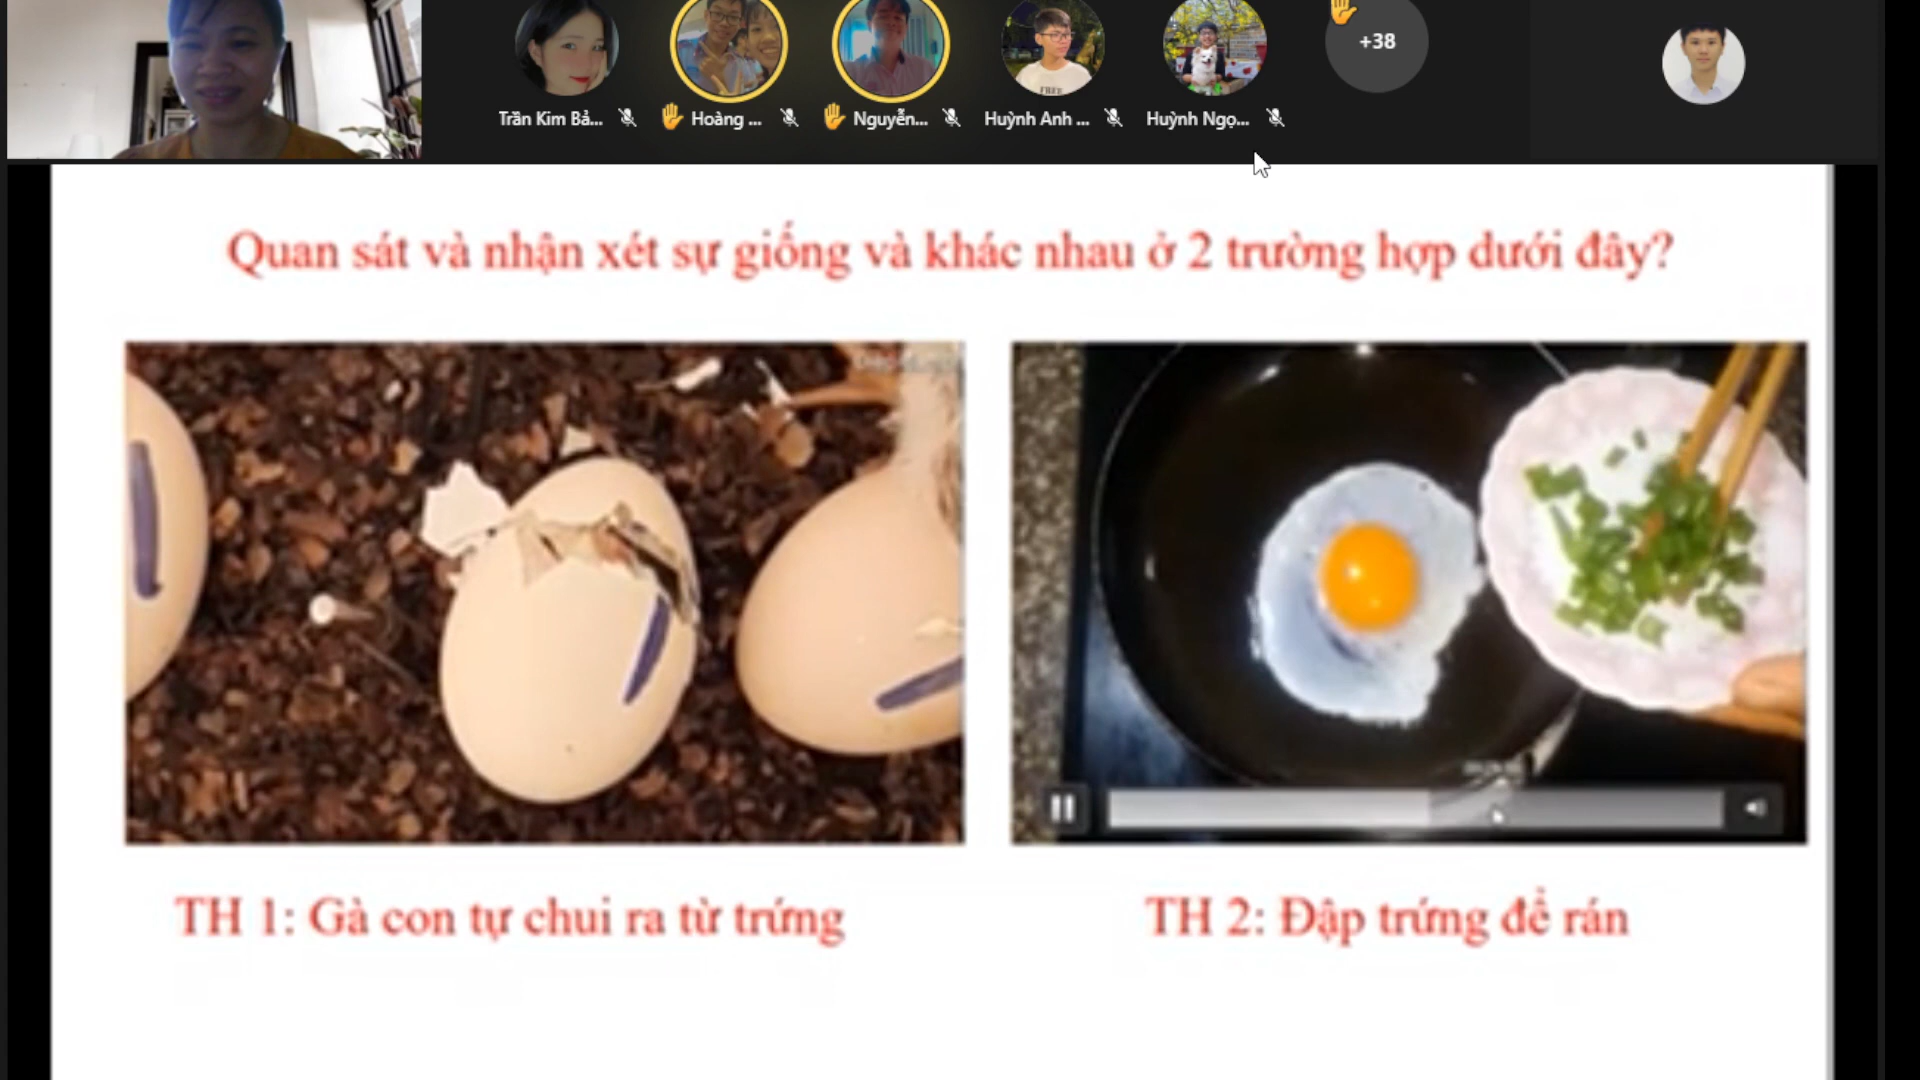 Trần Kim Bả...
Hoàng ...
Nguyễn...
Huỳnh Anh ...
Huỳnh Ngọ...
+38
Quan sát và nhận xét sự giống và khác nhau ở 2 trường hợp dưới đây?
TH 1: Gà con tự chui ra từ trứng
TH 2: Đập trứng để rán